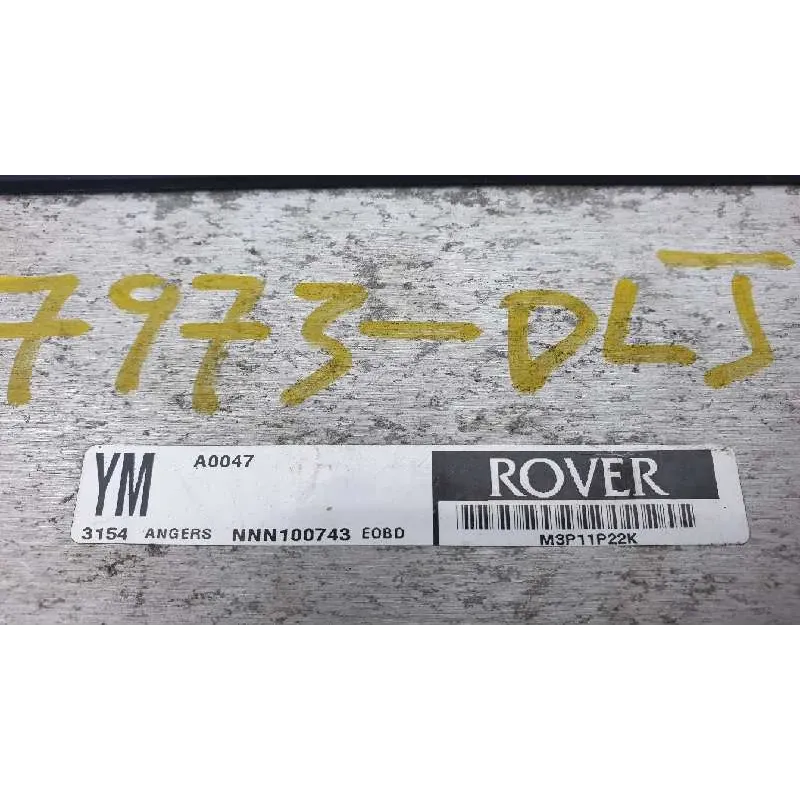 7973-DLJ
YM A0047
ROVER
3154 ANGERS NNN100743 EOBD
M3P11P22K